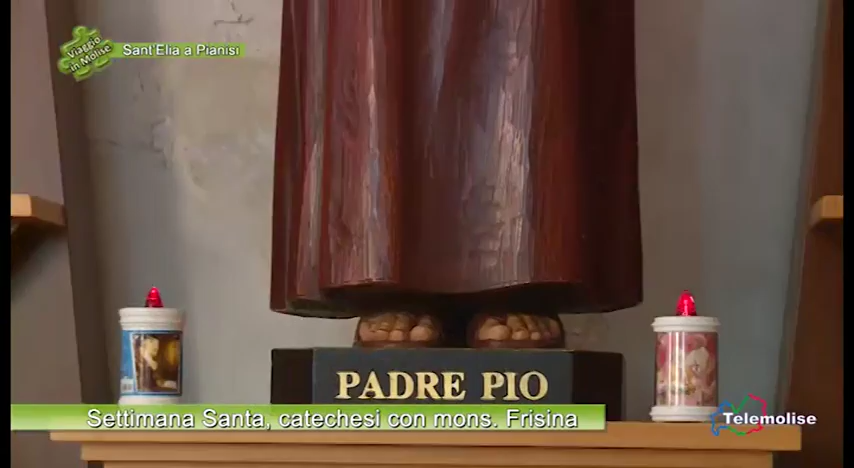 Viaggio
in Molise
Sant'Elia a Pianisi
PADRE PIO
Settimana Santa, catechesi con mons. Frisina
Telemolise